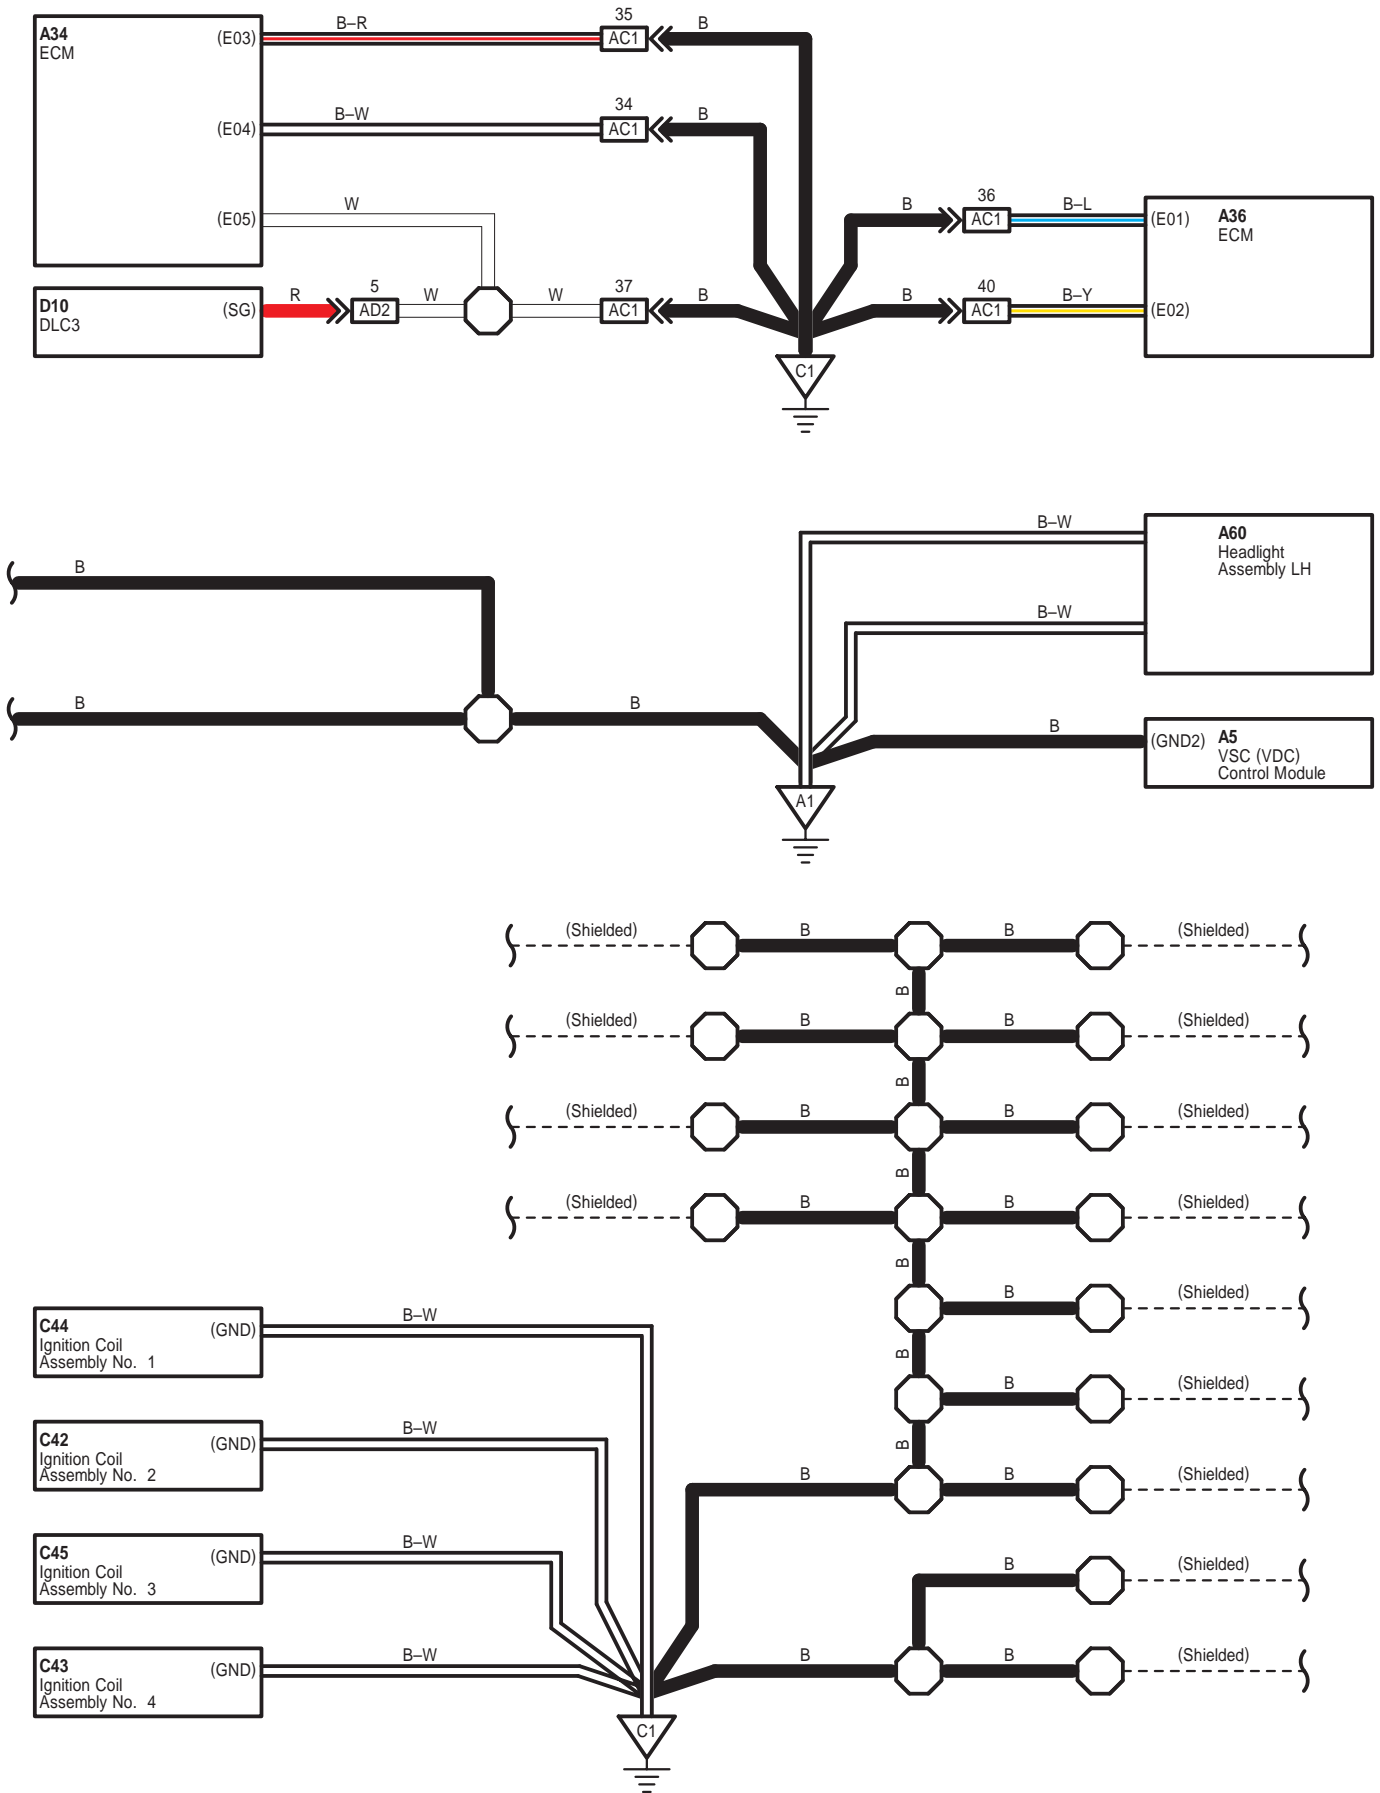 35
A34
ECM
(E03)
B–R
AC1
B
34
(E04)
B–W
AC1
B
(E05)
W
36
B
AC1
B–L
(E01)
A36
ECM
D10
DLC3
(SG)
R
5
AD2
W
W
37
AC1
B
B
40
AC1
B–Y
(E02)
C1
B–W
A60
Headlight
Assembly LH
B
B–W
B
B
B
(GND2)
A5
VSC (VDC)
Control Module
A1
(Shielded)
B
B
(Shielded)
B
(Shielded)
B
B
(Shielded)
B
(Shielded)
B
B
(Shielded)
B
(Shielded)
B
B
(Shielded)
B
B
(Shielded)
C44
Ignition Coil
Assembly No. 1
(GND)
B–W
B
B
(Shielded)
C42
Ignition Coil
Assembly No. 2
(GND)
B–W
B
B
B
(Shielded)
C45
Ignition Coil
Assembly No. 3
(GND)
B–W
B
(Shielded)
C43
Ignition Coil
Assembly No. 4
(GND)
B–W
B
B
(Shielded)
C1